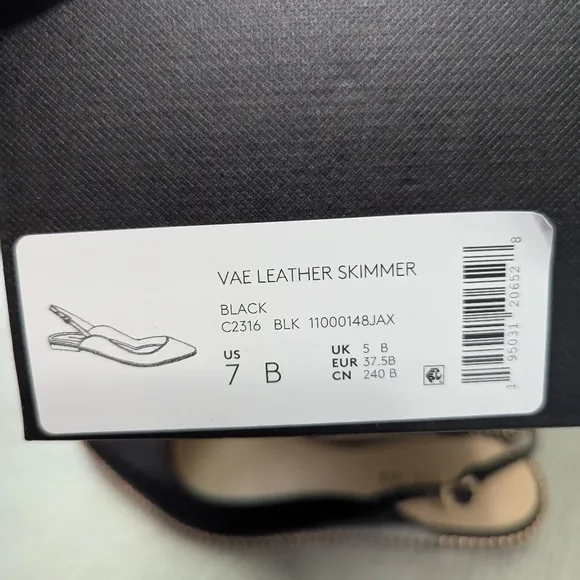 VAE LEATHER SKIMMER
BLACK
C2316 BLK 11000148JAX
US 7 B
UK 5 B
EUR 37.5B
CN 240 B
1 95031 20652 8